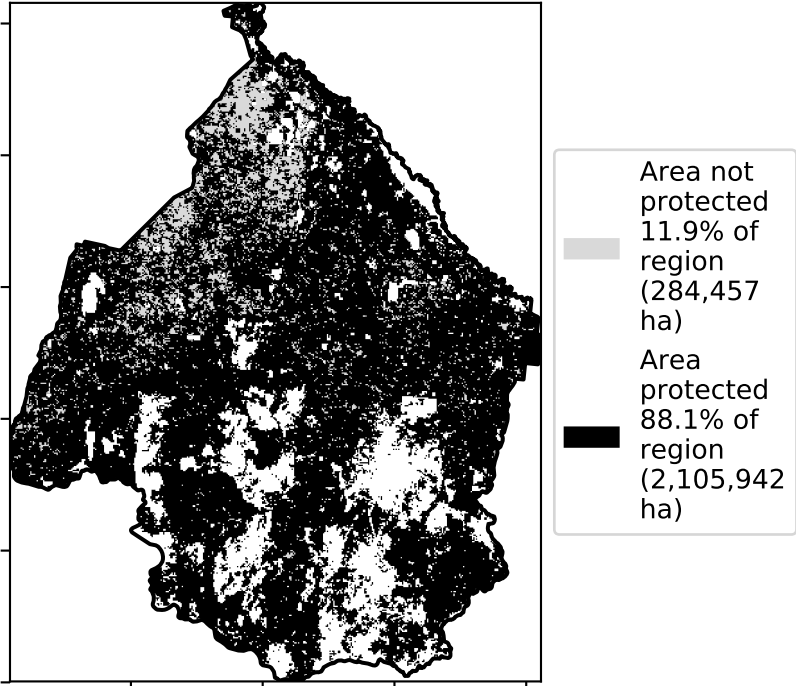 Area not
protected
11.9% of
region
(284,457
ha)
Area
protected
88.1% of
region
(2,105,942
ha)